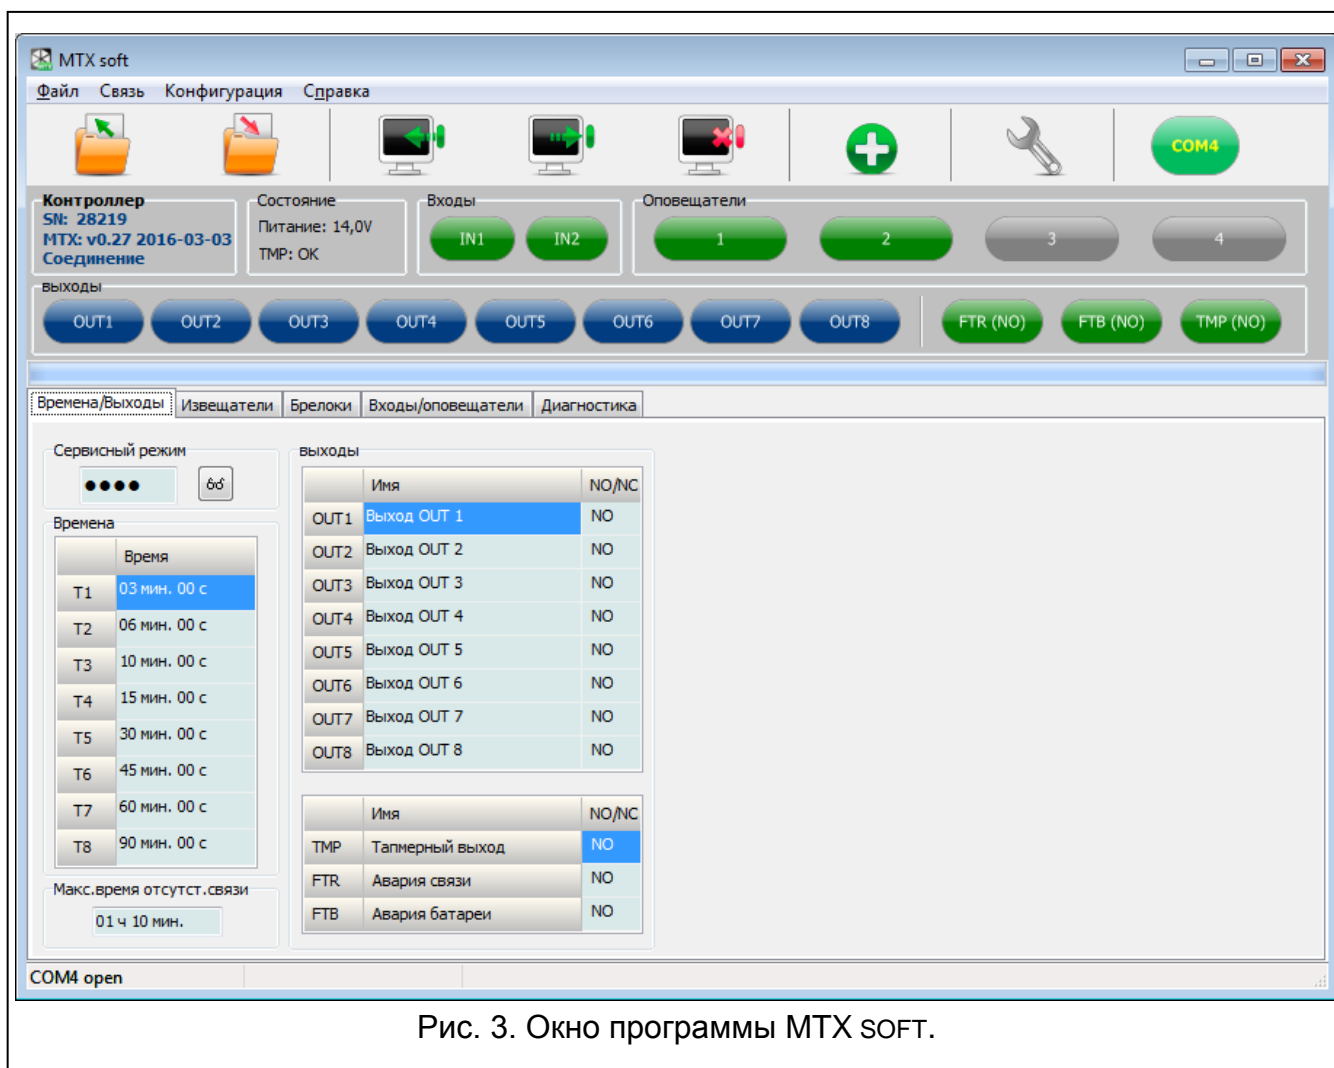 MTX soft
Файл Связь Конфигурация Справка
COM4
Контроллер
SN: 28219
MTX: v0.27 2016-03-03
Соединение
Состояние
Питание: 14,0V
TMP: OK
Входы
IN1 IN2
Оповещатели
1 2 3 4
выходы
OUT1 OUT2 OUT3 OUT4 OUT5 OUT6 OUT7 OUT8 FTR (NO) FTB (NO) TMP (NO)
Времена/Выходы Извещатели Брелоки Входы/оповещатели Диагностика
Сервисный режим
●●●●
Времена
Время
T1 03 мин. 00 с
T2 06 мин. 00 с
T3 10 мин. 00 с
T4 15 мин. 00 с
T5 30 мин. 00 с
T6 45 мин. 00 с
T7 60 мин. 00 с
T8 90 мин. 00 с
Макс.время отсутст.связи
01 ч 10 мин.
выходы
Имя NO/NC
OUT1 Выход OUT 1 NO
OUT2 Выход OUT 2 NO
OUT3 Выход OUT 3 NO
OUT4 Выход OUT 4 NO
OUT5 Выход OUT 5 NO
OUT6 Выход OUT 6 NO
OUT7 Выход OUT 7 NO
OUT8 Выход OUT 8 NO
Имя NO/NC
TMP Тапмерный выход NO
FTR Авария связи NO
FTB Авария батареи NO
COM4 open
Рис. 3. Окно программы MTX SOFT.